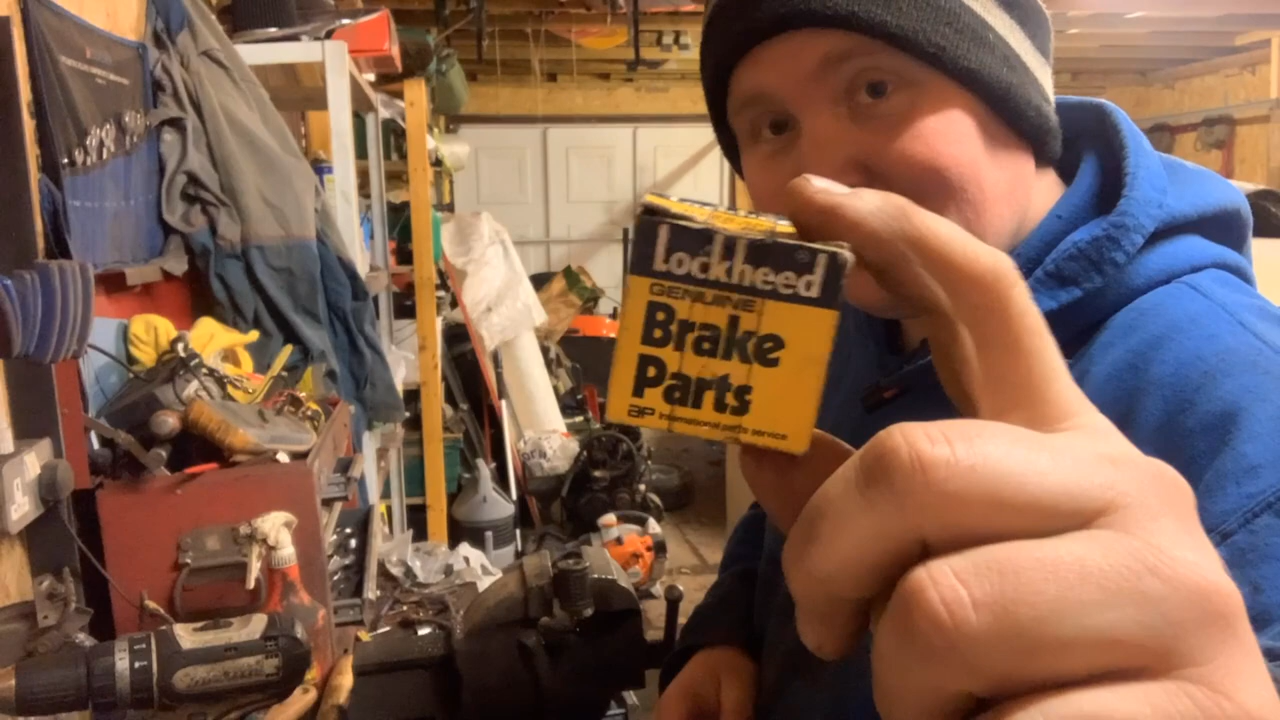 Lockheed
GENUINE
Brake
Parts
AP International parts service